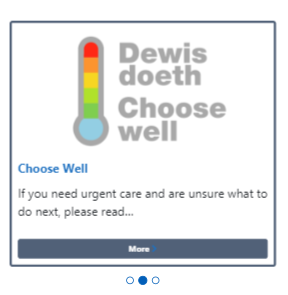 Dewis
doeth
Choose
well
Choose Well
If you need urgent care and are unsure what to
do next, please read...
More